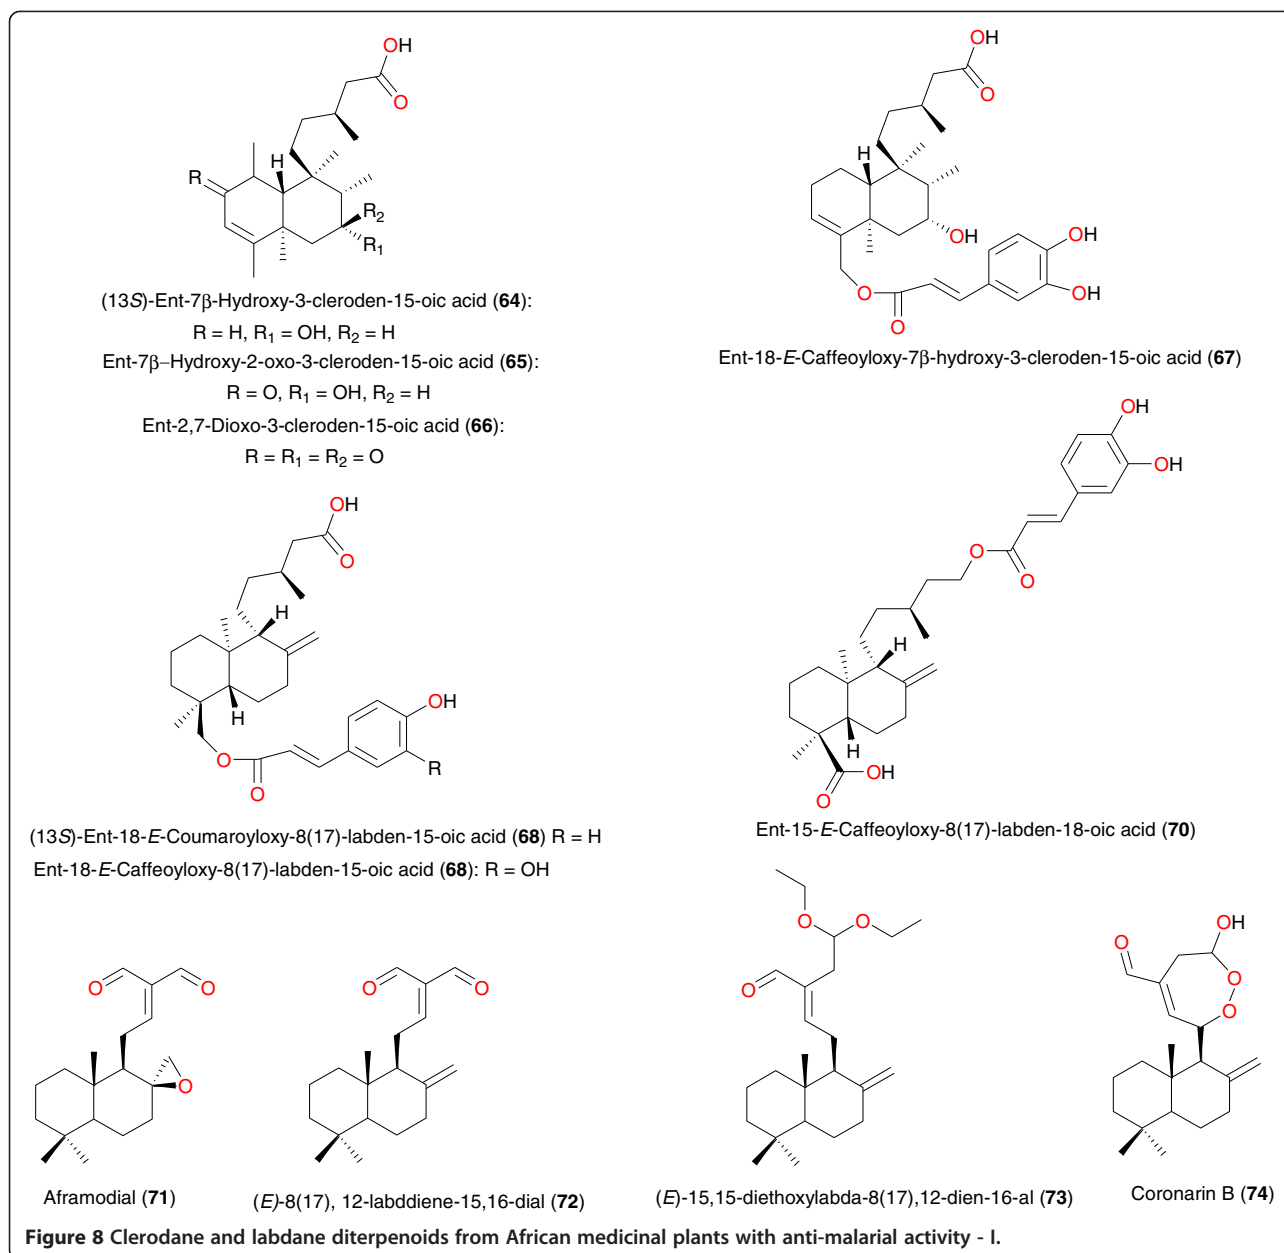 OH
O
H
R
R2
R1
(13S)-Ent-7β-Hydroxy-3-cleroden-15-oic acid (64):
R = H, R1 = OH, R2 = H
Ent-7β–Hydroxy-2-oxo-3-cleroden-15-oic acid (65):
R = O, R1 = OH, R2 = H
Ent-2,7-Dioxo-3-cleroden-15-oic acid (66):
R = R1 = R2 = O
OH
O
H
OH
O
O
OH
OH
Ent-18-E-Caffeoyloxy-7β-hydroxy-3-cleroden-15-oic acid (67)
OH
O
H
H
O
O
OH
R
(13S)-Ent-18-E-Coumaroyloxy-8(17)-labden-15-oic acid (68) R = H
Ent-18-E-Caffeoyloxy-8(17)-labden-15-oic acid (68): R = OH
OH
OH
O
O
H
H
OH
O
Ent-15-E-Caffeoyloxy-8(17)-labden-18-oic acid (70)
O
O
O
Aframodial (71)
O
O
(E)-8(17), 12-labddiene-15,16-dial (72)
O
O
O
(E)-15,15-diethoxylabda-8(17),12-dien-16-al (73)
OH
O
O
O
Coronarin B (74)
Figure 8 Clerodane and labdane diterpenoids from African medicinal plants with anti-malarial activity - I.